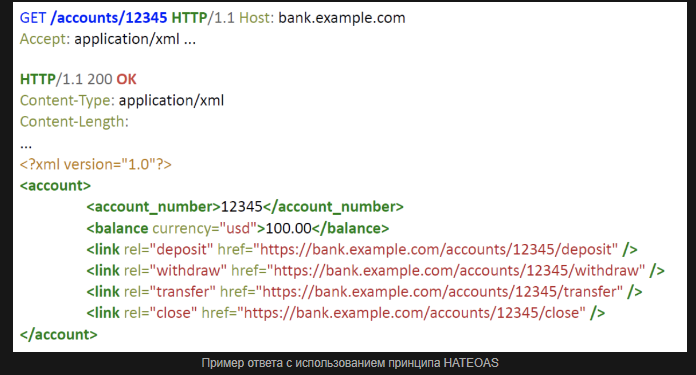 GET /accounts/12345 HTTP/1.1 Host: bank.example.com
Accept: application/xml ...
HTTP/1.1 200 OK
Content-Type: application/xml
Content-Length:
...
<?xml version="1.0"?>
<account>
<account_number>12345</account_number>
<balance currency="usd">100.00</balance>
<link rel="deposit" href="https://bank.example.com/accounts/12345/deposit" />
<link rel="withdraw" href="https://bank.example.com/accounts/12345/withdraw" />
<link rel="transfer" href="https://bank.example.com/accounts/12345/transfer" />
<link rel="close" href="https://bank.example.com/accounts/12345/close" />
</account>
Пример ответа с использованием принципа HATEOAS